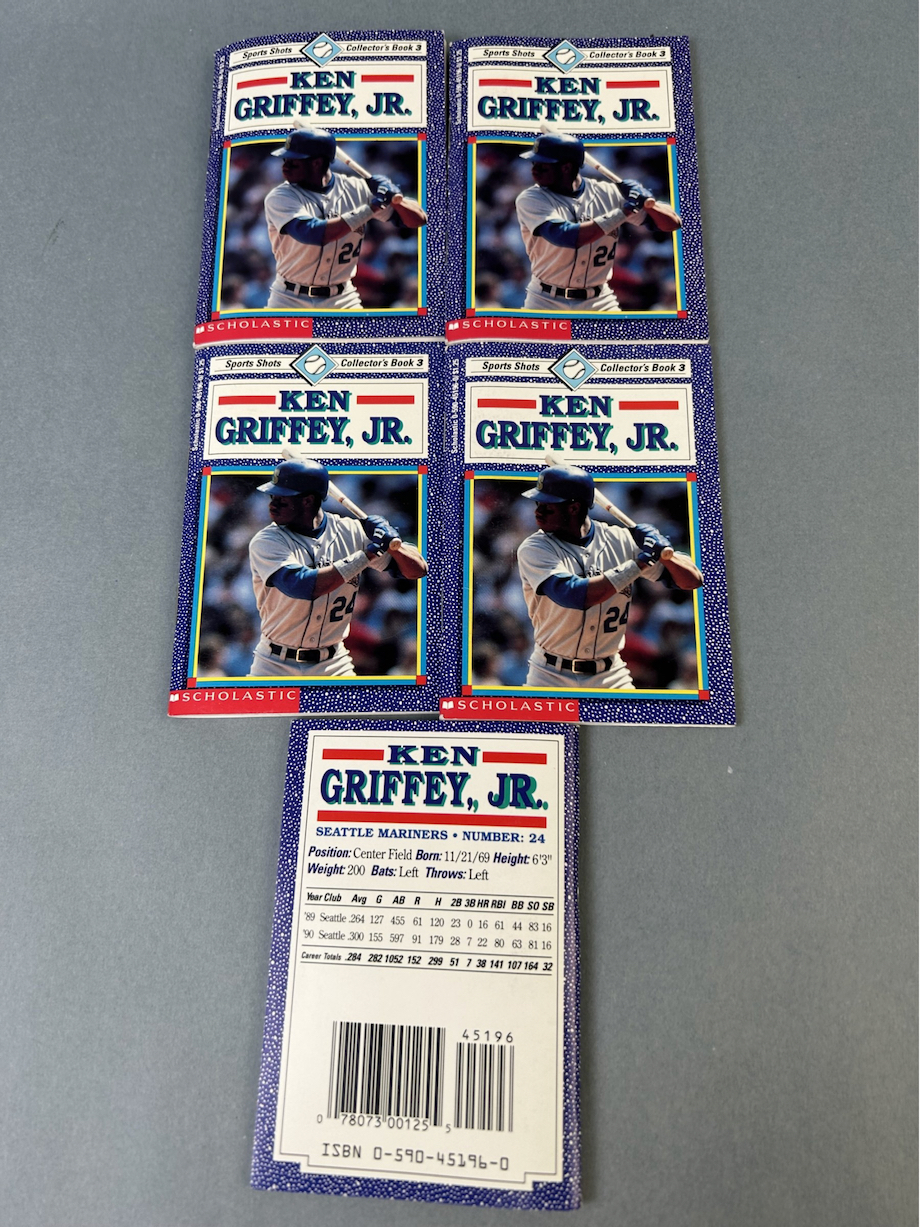 Sports Shots Collector's Book 3
KEN
GRIFFEY, JR.
24
SCHOLASTIC
Sports Shots Collector's Book 3
KEN
GRIFFEY, JR.
24
SCHOLASTIC
Sports Shots Collector's Book 3
KEN
GRIFFEY, JR.
24
SCHOLASTIC
Sports Shots Collector's Book 3
KEN
GRIFFEY, JR.
24
SCHOLASTIC
KEN
GRIFFEY, JR.
SEATTLE MARINERS • NUMBER: 24
Position: Center Field Born: 11/21/69 Height: 6'3"
Weight: 200 Bats: Left Throws: Left
Year Club Avg G AB R H 2B 3B HR RBI BB SO SB
'89 Seattle .264 127 455 61 120 23 0 16 61 44 83 16
'90 Seattle .300 155 597 91 179 28 7 22 80 63 81 16
Career Totals .284 282 1052 152 299 51 7 38 141 107 164 32
45196
0 78073 00125 5
ISBN 0-590-45196-0